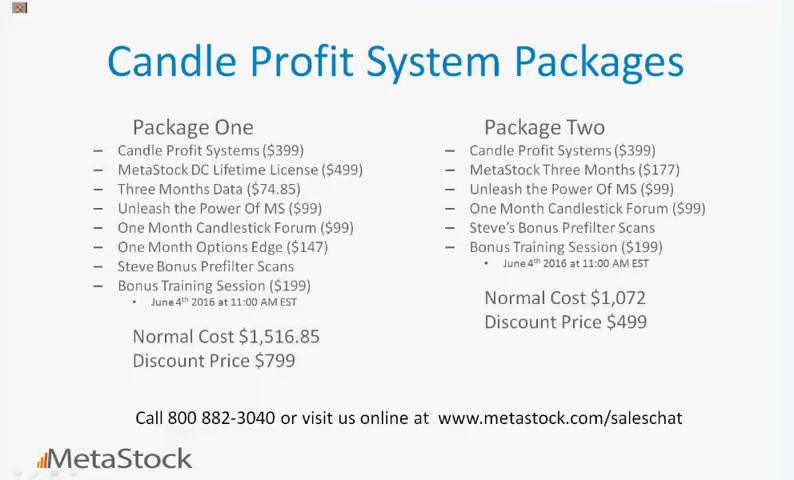 Candle Profit System Packages
Package One
– Candle Profit Systems ($399)
– MetaStock DC Lifetime License ($499)
– Three Months Data ($74.85)
– Unleash the Power Of MS ($99)
– One Month Candlestick Forum ($99)
– One Month Options Edge ($147)
– Steve Bonus Prefilter Scans
– Bonus Training Session ($199)
• June 4th 2016 at 11:00 AM EST
Normal Cost $1,516.85
Discount Price $799
Package Two
– Candle Profit Systems ($399)
– MetaStock Three Months ($177)
– Unleash the Power Of MS ($99)
– One Month Candlestick Forum ($99)
– Steve's Bonus Prefilter Scans
– Bonus Training Session ($199)
• June 4th 2016 at 11:00 AM EST
Normal Cost $1,072
Discount Price $499
Call 800 882-3040 or visit us online at www.metastock.com/saleschat
MetaStock